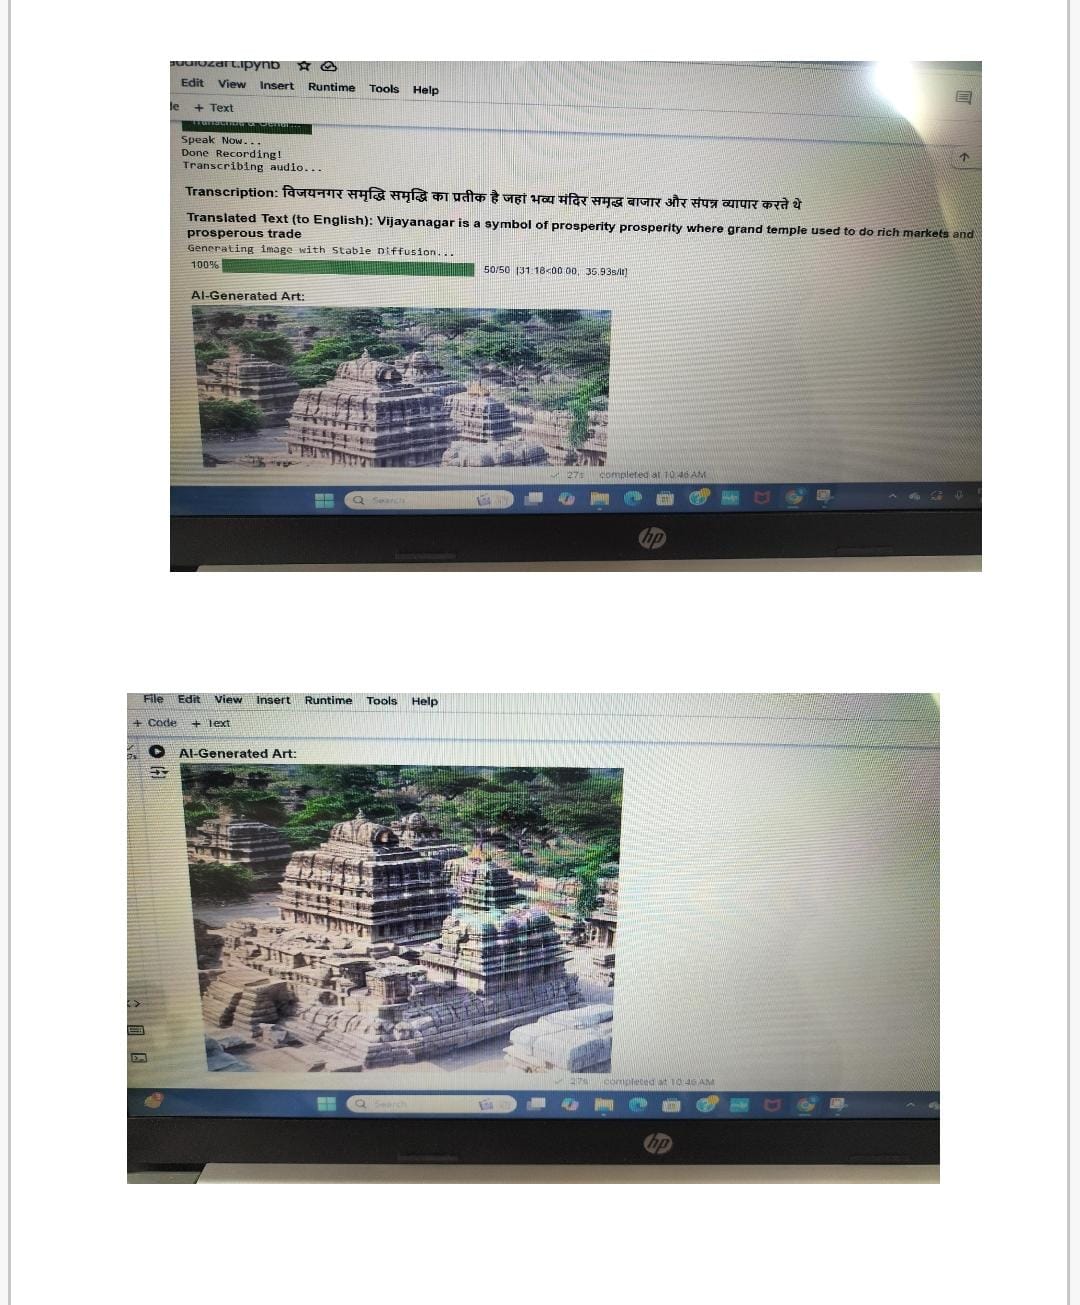 audiozart.ipynb
Edit View Insert Runtime Tools Help
+ Text
Speak Now...
Done Recording!
Transcribing audio...
Transcription: विजयनगर समृद्धि समृद्धि का प्रतीक है जहां भव्य मंदिर समृद्ध बाजार और संपन्न व्यापार करते थे
Translated Text (to English): Vijayanagar is a symbol of prosperity prosperity where grand temple used to do rich markets and
prosperous trade
Generating image with Stable Diffusion...
100% 50/50 [31:18<00:00, 35.93s/it]
AI-Generated Art:
27s completed at 10:46 AM
Search
hp
File Edit View Insert Runtime Tools Help
+ Code + Text
AI-Generated Art:
27s completed at 10:46 AM
Search
hp